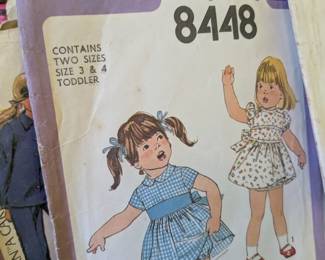 8448
CONTAINS
TWO SIZES
SIZE 3 & 4
TODDLER